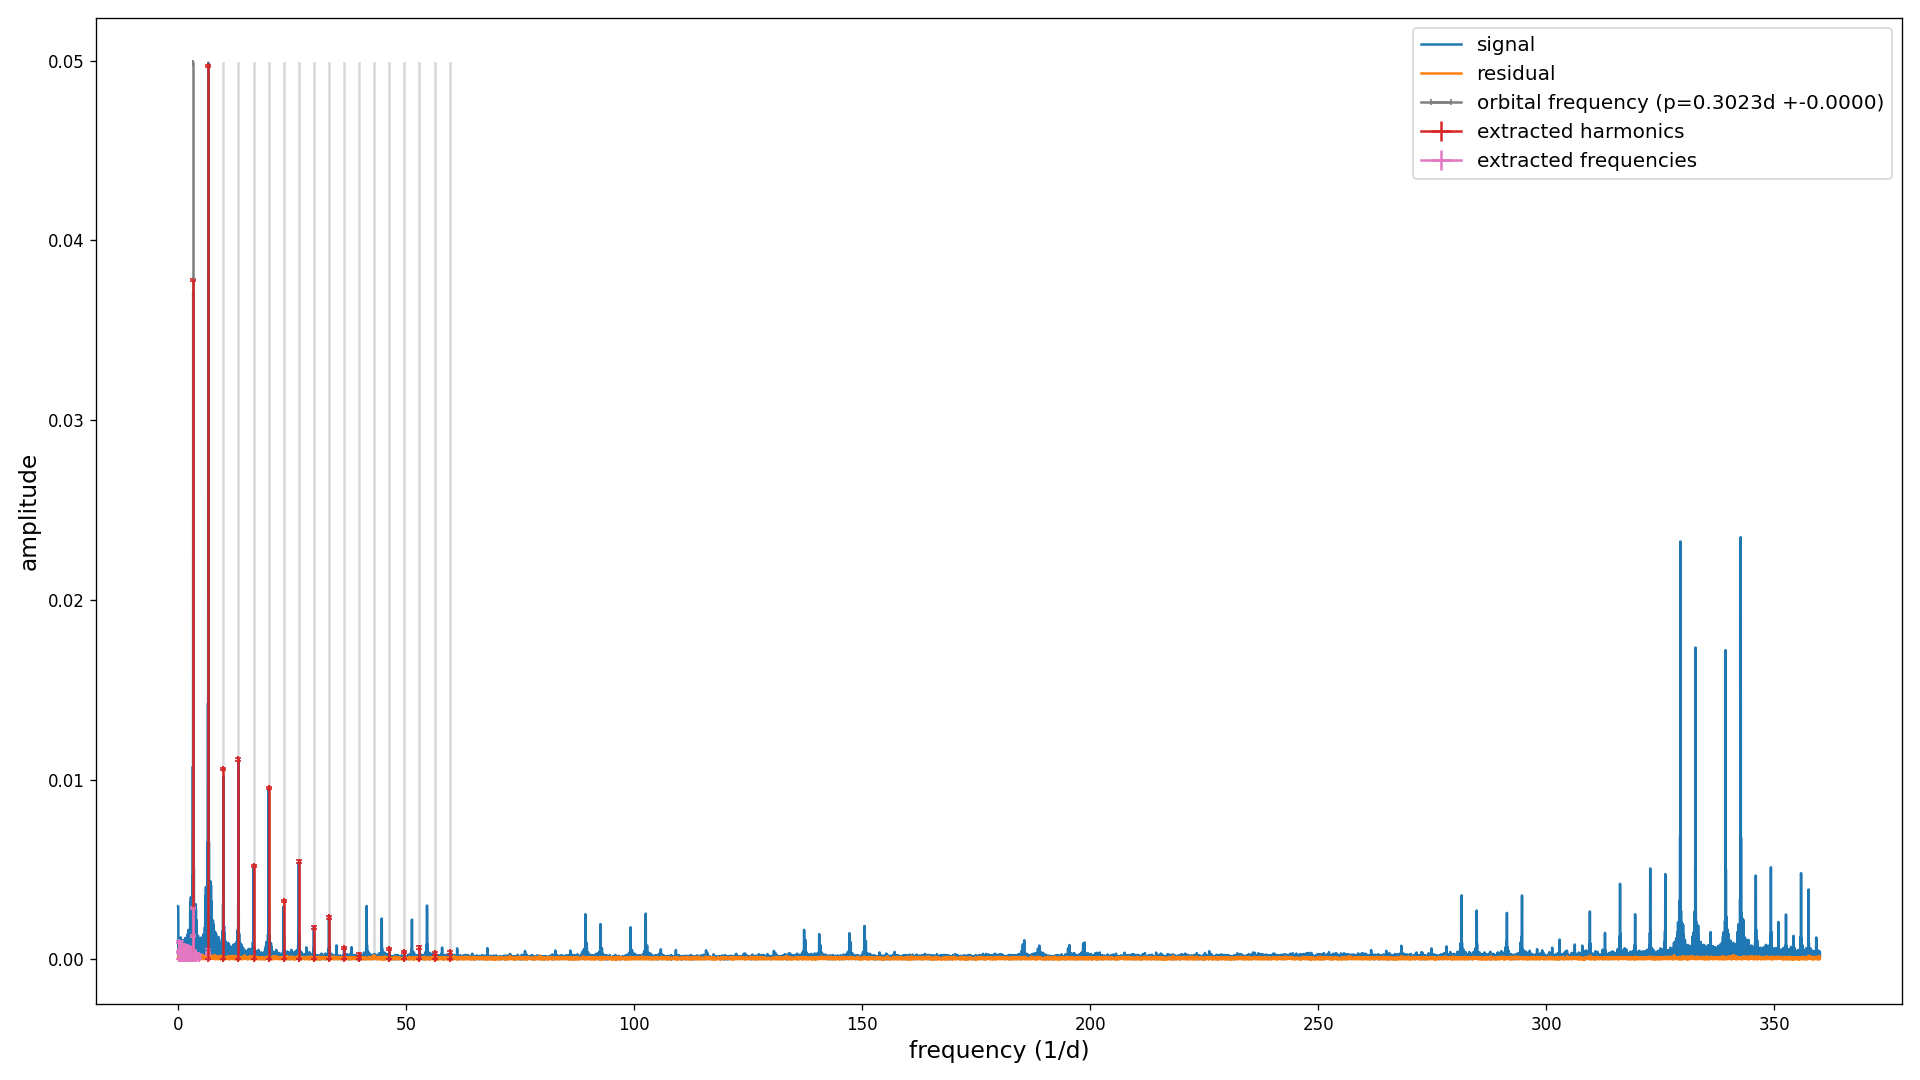 signal
residual
orbital frequency (p=0.3023d +-0.0000)
extracted harmonics
extracted frequencies
amplitude
0.05
0.04
0.03
0.02
0.01
0.00
0 50 100 150 200 250 300 350
frequency (1/d)